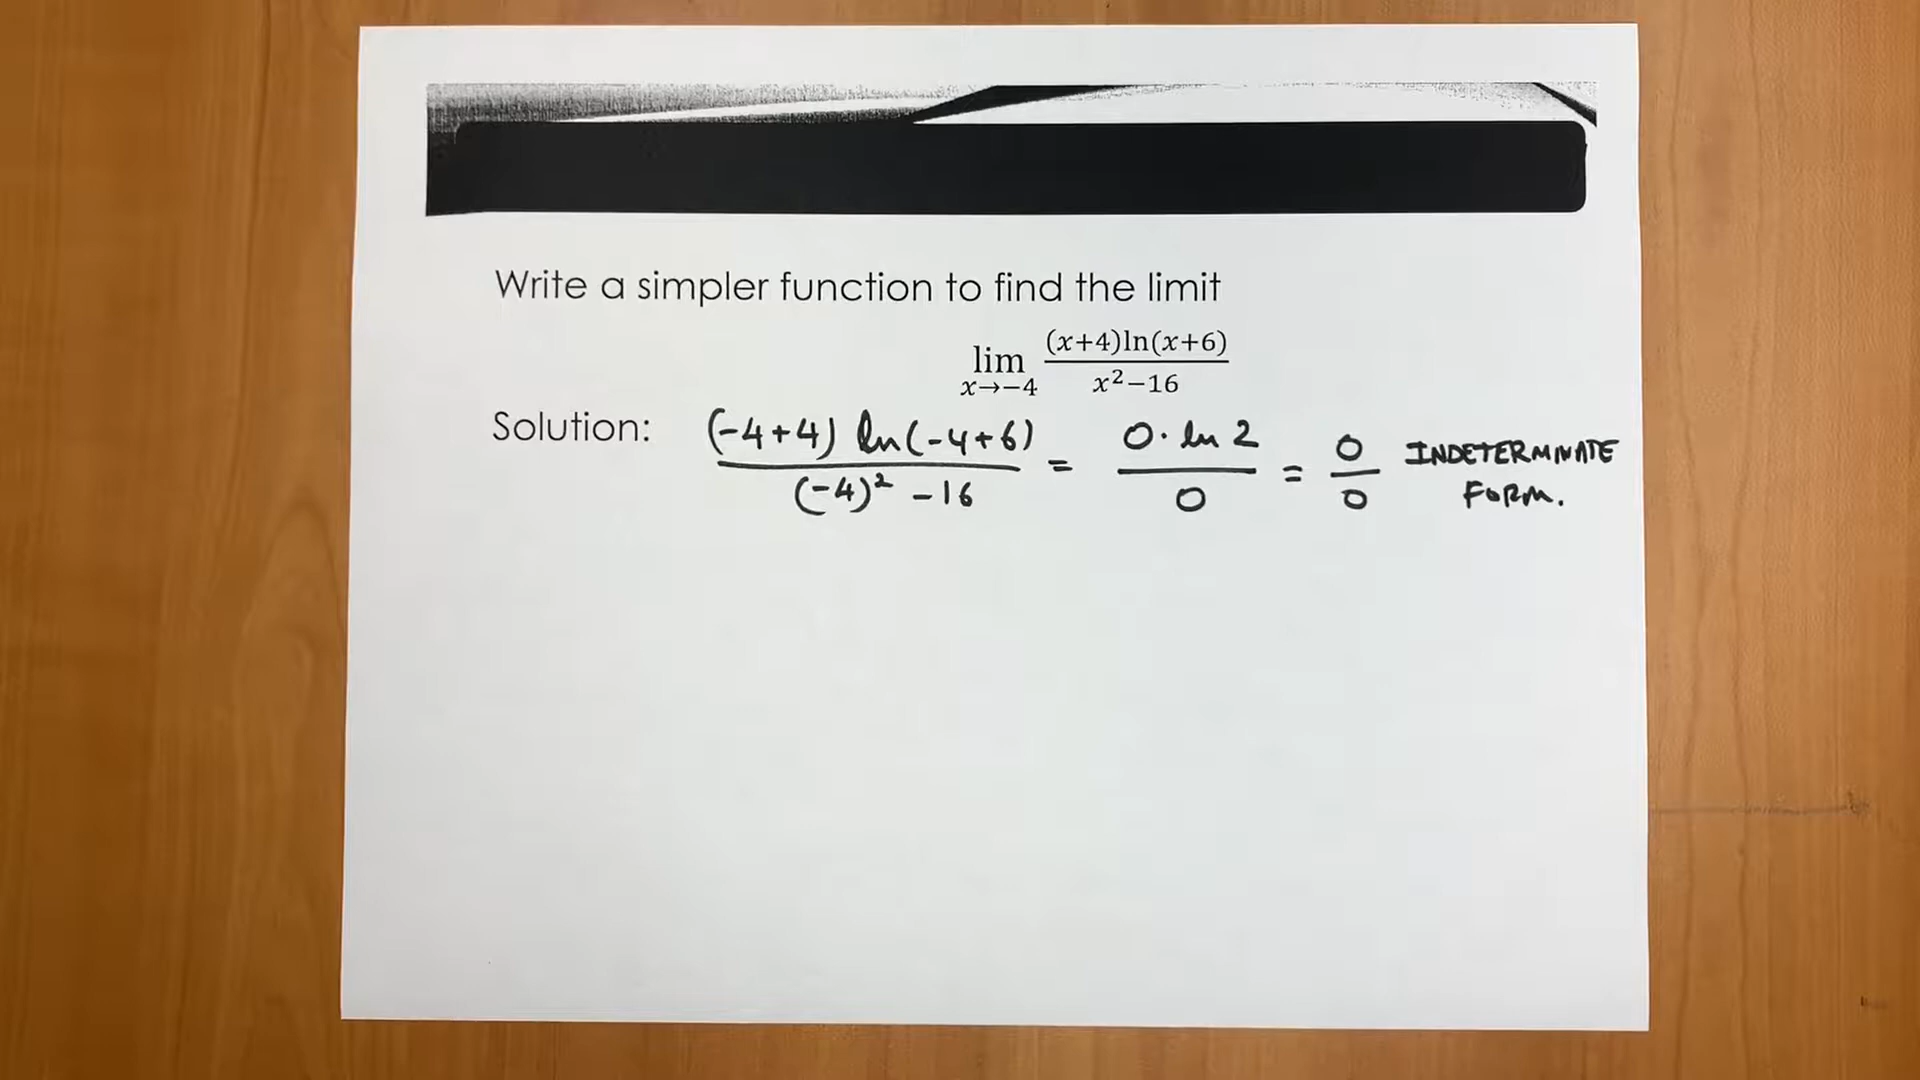 Write a simpler function to find the limit
lim x→−4 (x+4)ln(x+6) / x²−16
Solution: (-4+4) ln(-4+6) / (-4)² - 16 = 0 · ln 2 / 0 = 0/0 INDETERMINATE FORM.